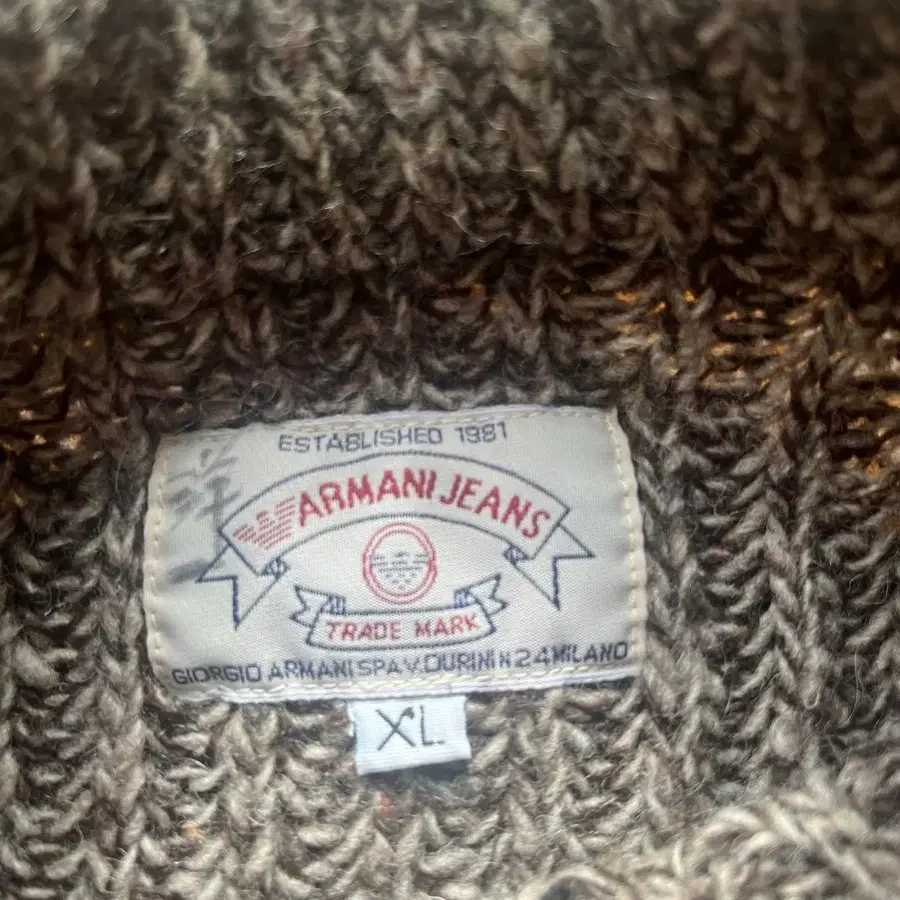 ESTABLISHED 1981
ARMANI JEANS
TRADE MARK
GIORGIO ARMANI SPA V.DURINI N 24 MILANO
XL